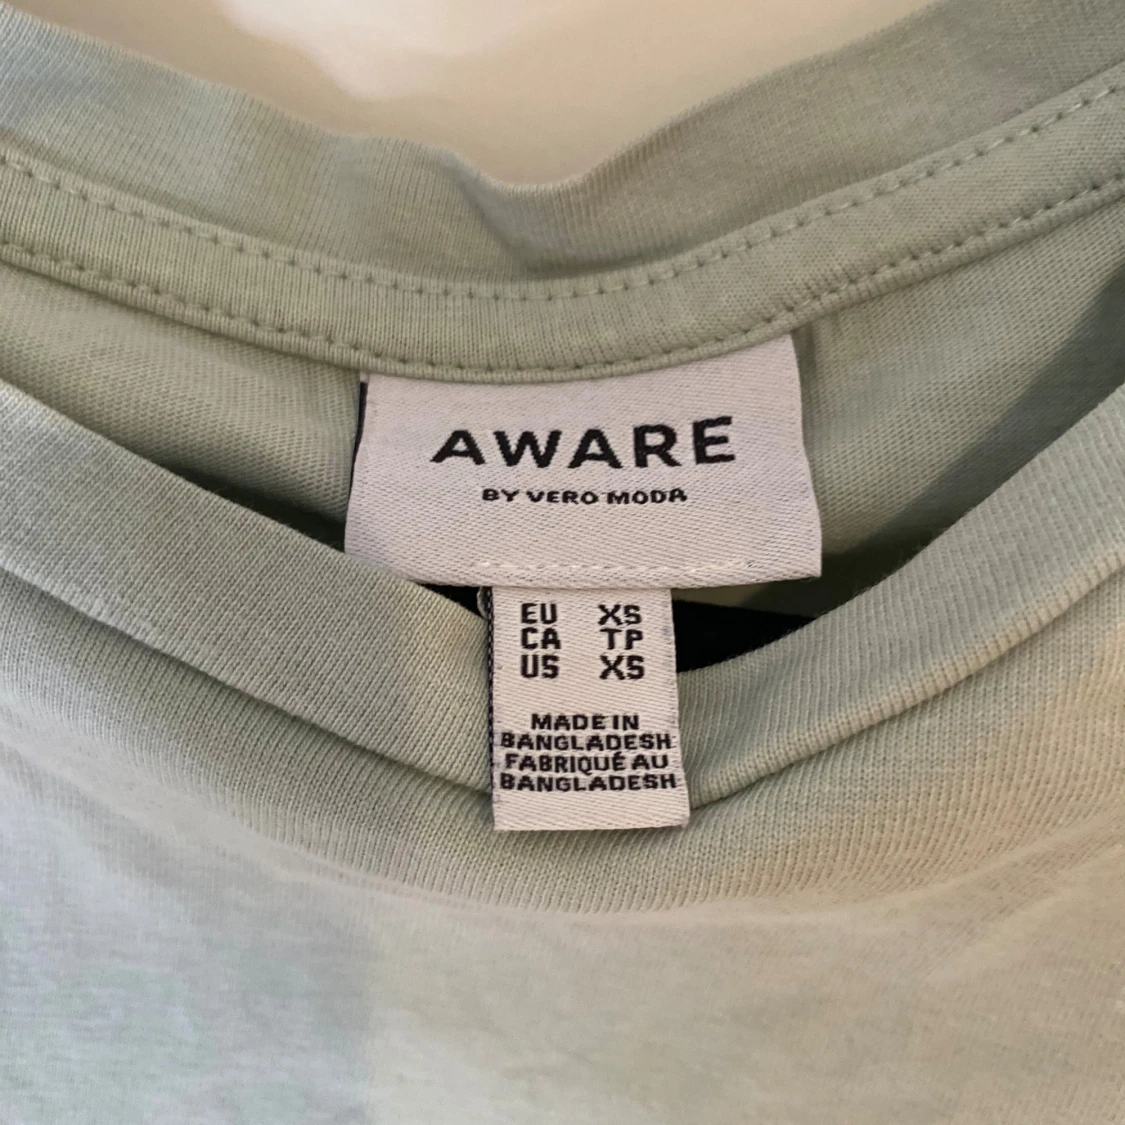 AWARE
BY VERO MODA
EU XS
CA TP
US XS
MADE IN
BANGLADESH
FABRIQUÉ AU
BANGLADESH